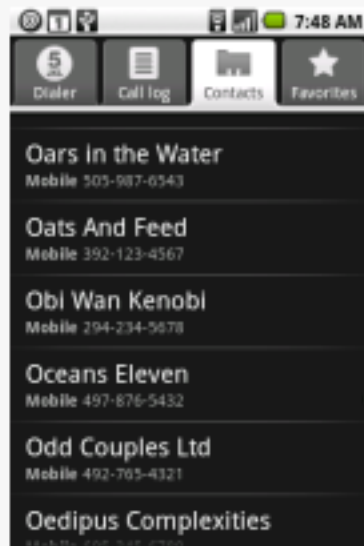 7:48 AM
Dialer
Call log
Contacts
Favorites
Oars in the Water
Mobile 505-987-6543
Oats And Feed
Mobile 392-123-4567
Obi Wan Kenobi
Mobile 294-234-5678
Oceans Eleven
Mobile 497-876-5432
Odd Couples Ltd
Mobile 492-765-4321
Oedipus Complexities
Mobile